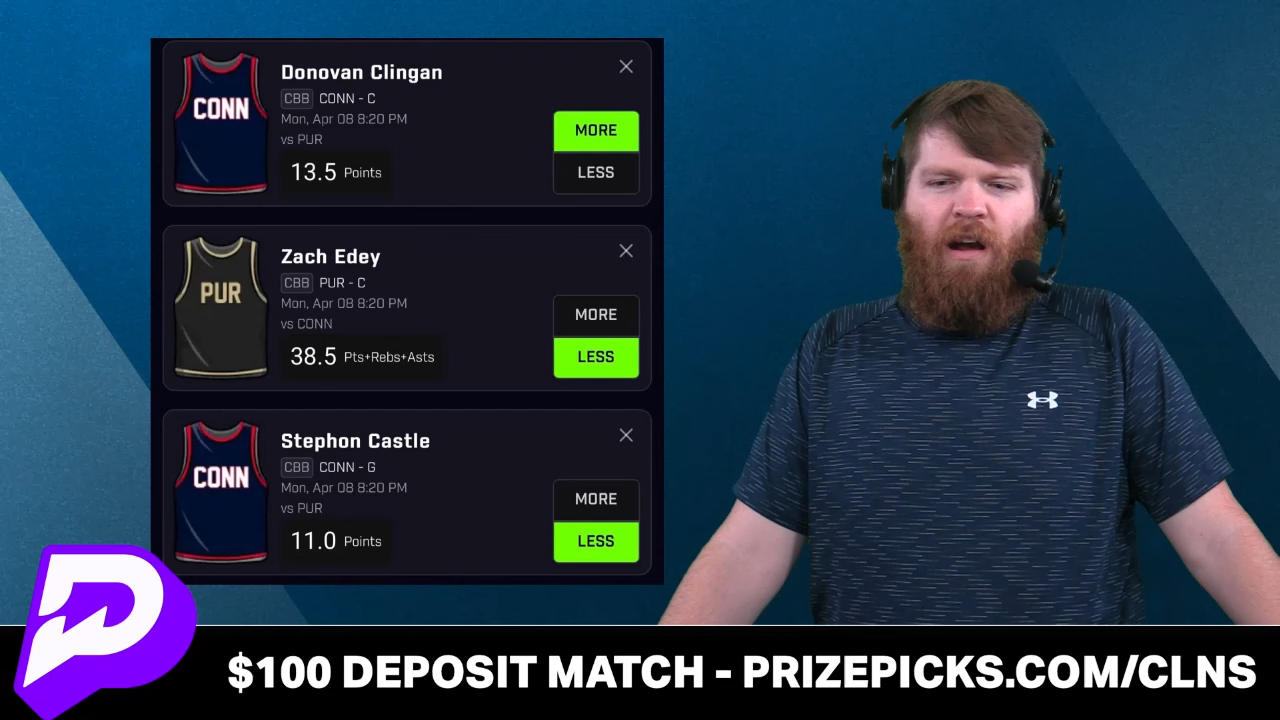 CONN
Donovan Clingan
CBB CONN - C
Mon, Apr 08 8:20 PM
vs PUR
13.5 Points
MORE
LESS
PUR
Zach Edey
CBB PUR - C
Mon, Apr 08 8:20 PM
vs CONN
38.5 Pts+Rebs+Asts
MORE
LESS
CONN
Stephon Castle
CBB CONN - G
Mon, Apr 08 8:20 PM
vs PUR
11.0 Points
MORE
LESS
$100 DEPOSIT MATCH - PRIZEPICKS.COM/CLNS